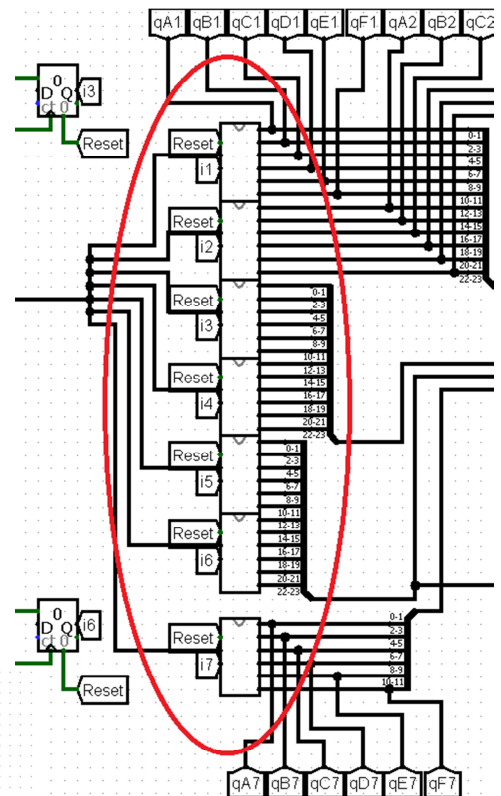 qA1 qB1 qC1 qD1 qE1 qF1 qA2 qB2 qC2
0
D Q i3
ct 0
Reset
Reset
i1
0-1
2-3
4-5
6-7
8-9
10-11
12-13
14-15
16-17
18-19
20-21
22-23
Reset
i2
Reset
i3
0-1
2-3
4-5
6-7
8-9
10-11
12-13
14-15
16-17
18-19
20-21
22-23
Reset
i4
Reset
i5
0-1
2-3
4-5
6-7
8-9
10-11
12-13
14-15
16-17
18-19
20-21
22-23
Reset
i6
0
D Q i6
ct 0
Reset
Reset
i7
0-1
2-3
4-5
6-7
8-9
10-11
qA7 qB7 qC7 qD7 qE7 qF7